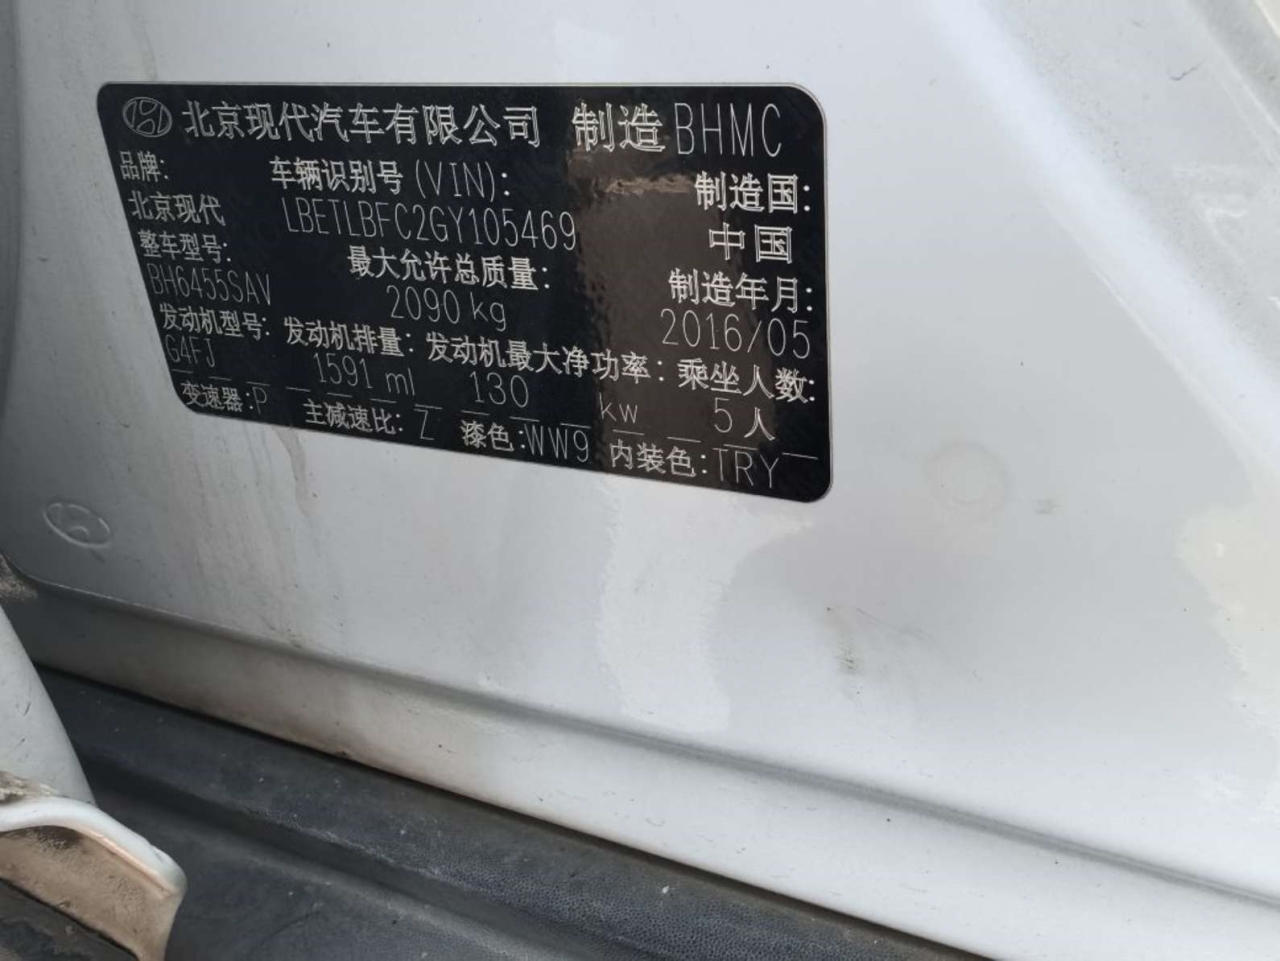 北京现代汽车有限公司 制造 BHMC
品牌: 车辆识别号(VIN): 制造国:
北京现代 LBETLBFC2GY105469 中国
整车型号: 最大允许总质量: 制造年月:
BH6455SAV 2090 kg 2016/05
发动机型号: 发动机排量: 发动机最大净功率: 乘坐人数:
G4FJ 1591 ml 130 kw 5 人
变速器:P 主减速比:Z 漆色:WW9 内装色:TRY